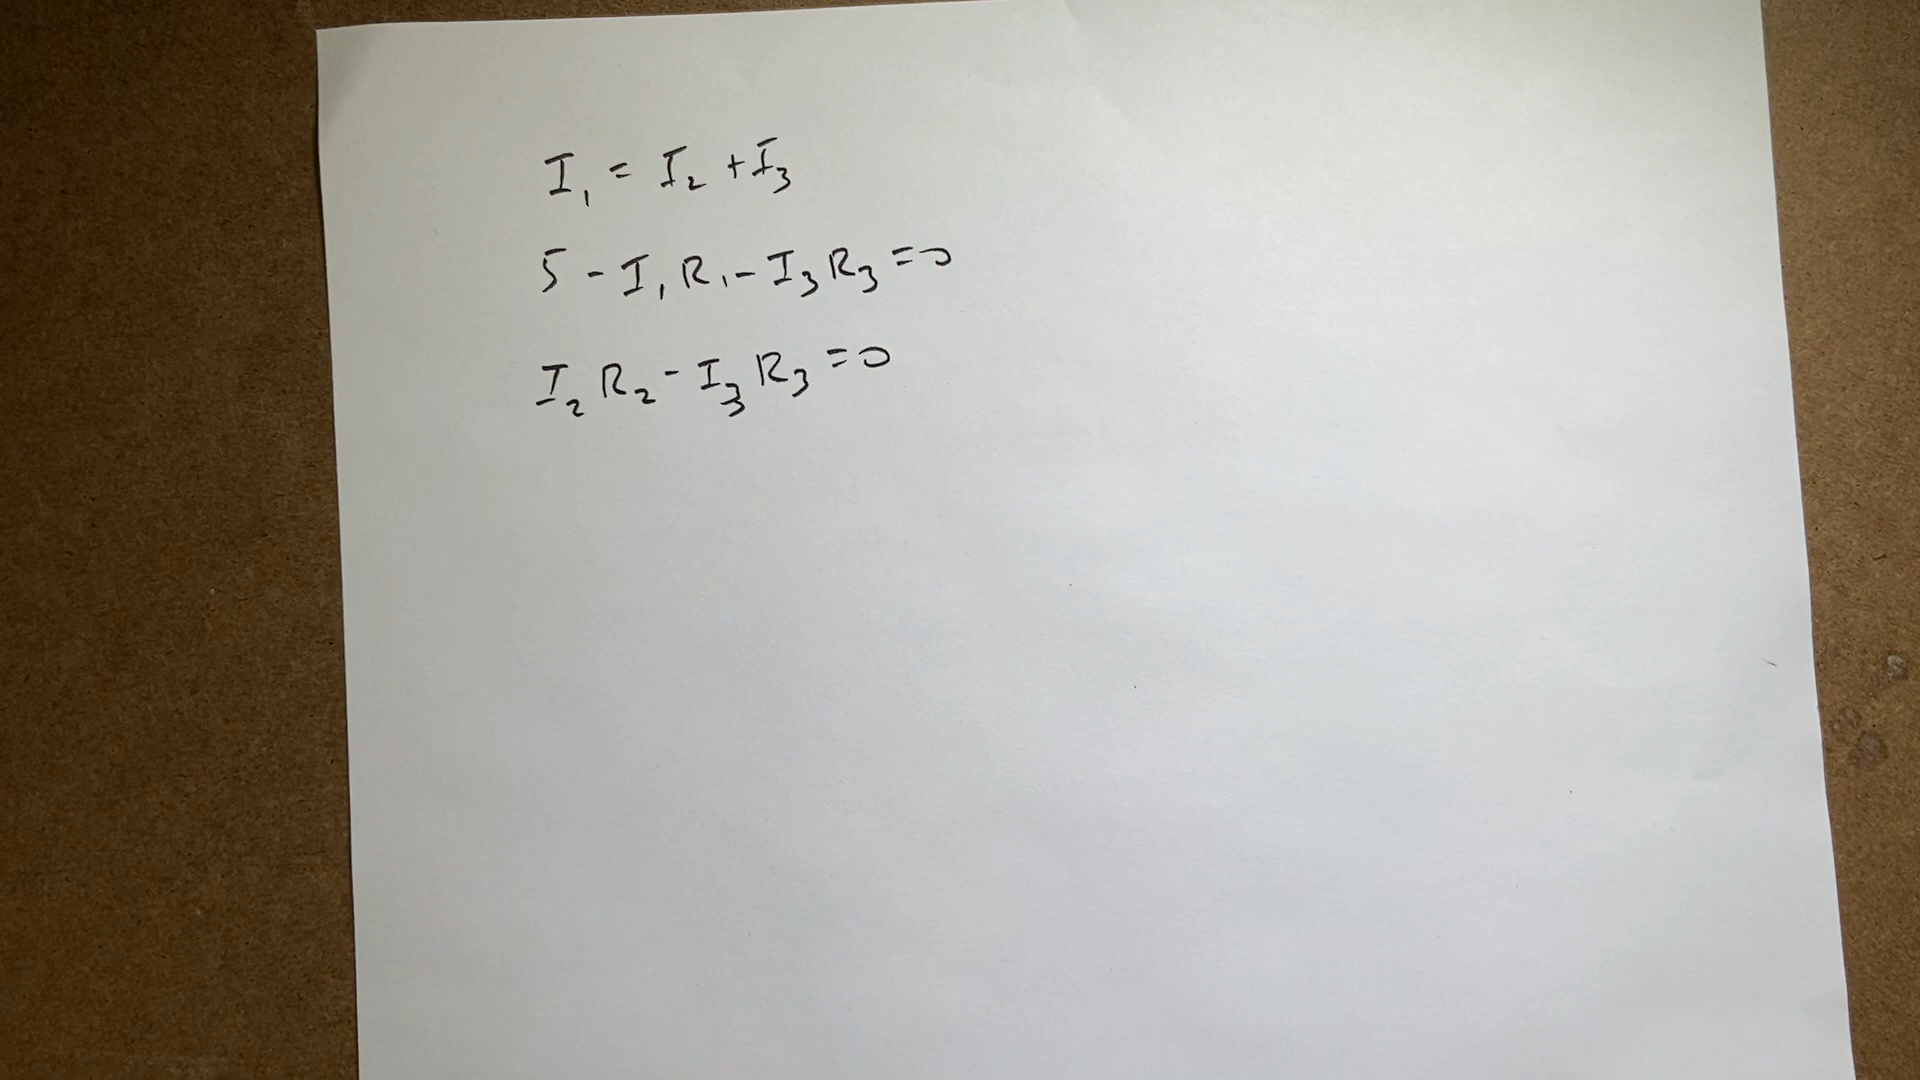 I₁ = I₂ + I₃
5 - I₁R₁ - I₃R₃ = 0
I₂R₂ - I₃R₃ = 0